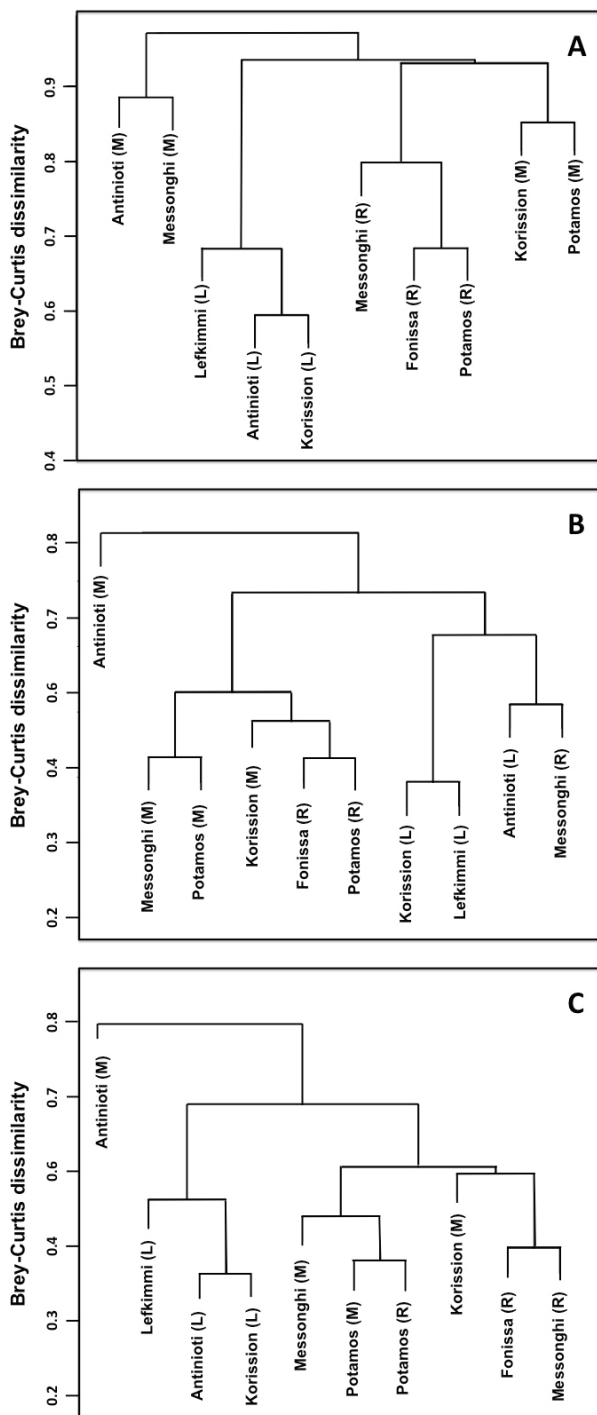 A
Brey-Curtis dissimilarity
0.9
0.8
0.7
0.6
0.5
0.4
Antinioti (M)
Messonghi (M)
Lefkimmi (L)
Antinioti (L)
Korission (L)
Messonghi (R)
Fonissa (R)
Potamos (R)
Korission (M)
Potamos (M)
B
Brey-Curtis dissimilarity
0.8
0.7
0.6
0.5
0.4
0.3
0.2
Antinioti (M)
Messonghi (M)
Potamos (M)
Korission (M)
Fonissa (R)
Potamos (R)
Korission (L)
Lefkimmi (L)
Antinioti (L)
Messonghi (R)
C
Brey-Curtis dissimilarity
0.8
0.7
0.6
0.5
0.4
0.3
0.2
Antinioti (M)
Lefkimmi (L)
Antinioti (L)
Korission (L)
Messonghi (M)
Potamos (M)
Potamos (R)
Korission (M)
Fonissa (R)
Messonghi (R)